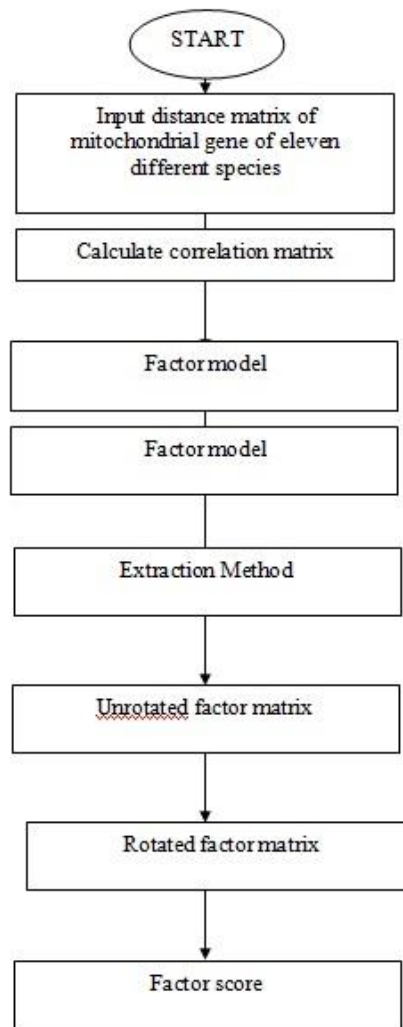 START
Input distance matrix of
mitochondrial gene of eleven
different species
Calculate correlation matrix
Factor model
Factor model
Extraction Method
Unrotated factor matrix
Rotated factor matrix
Factor score